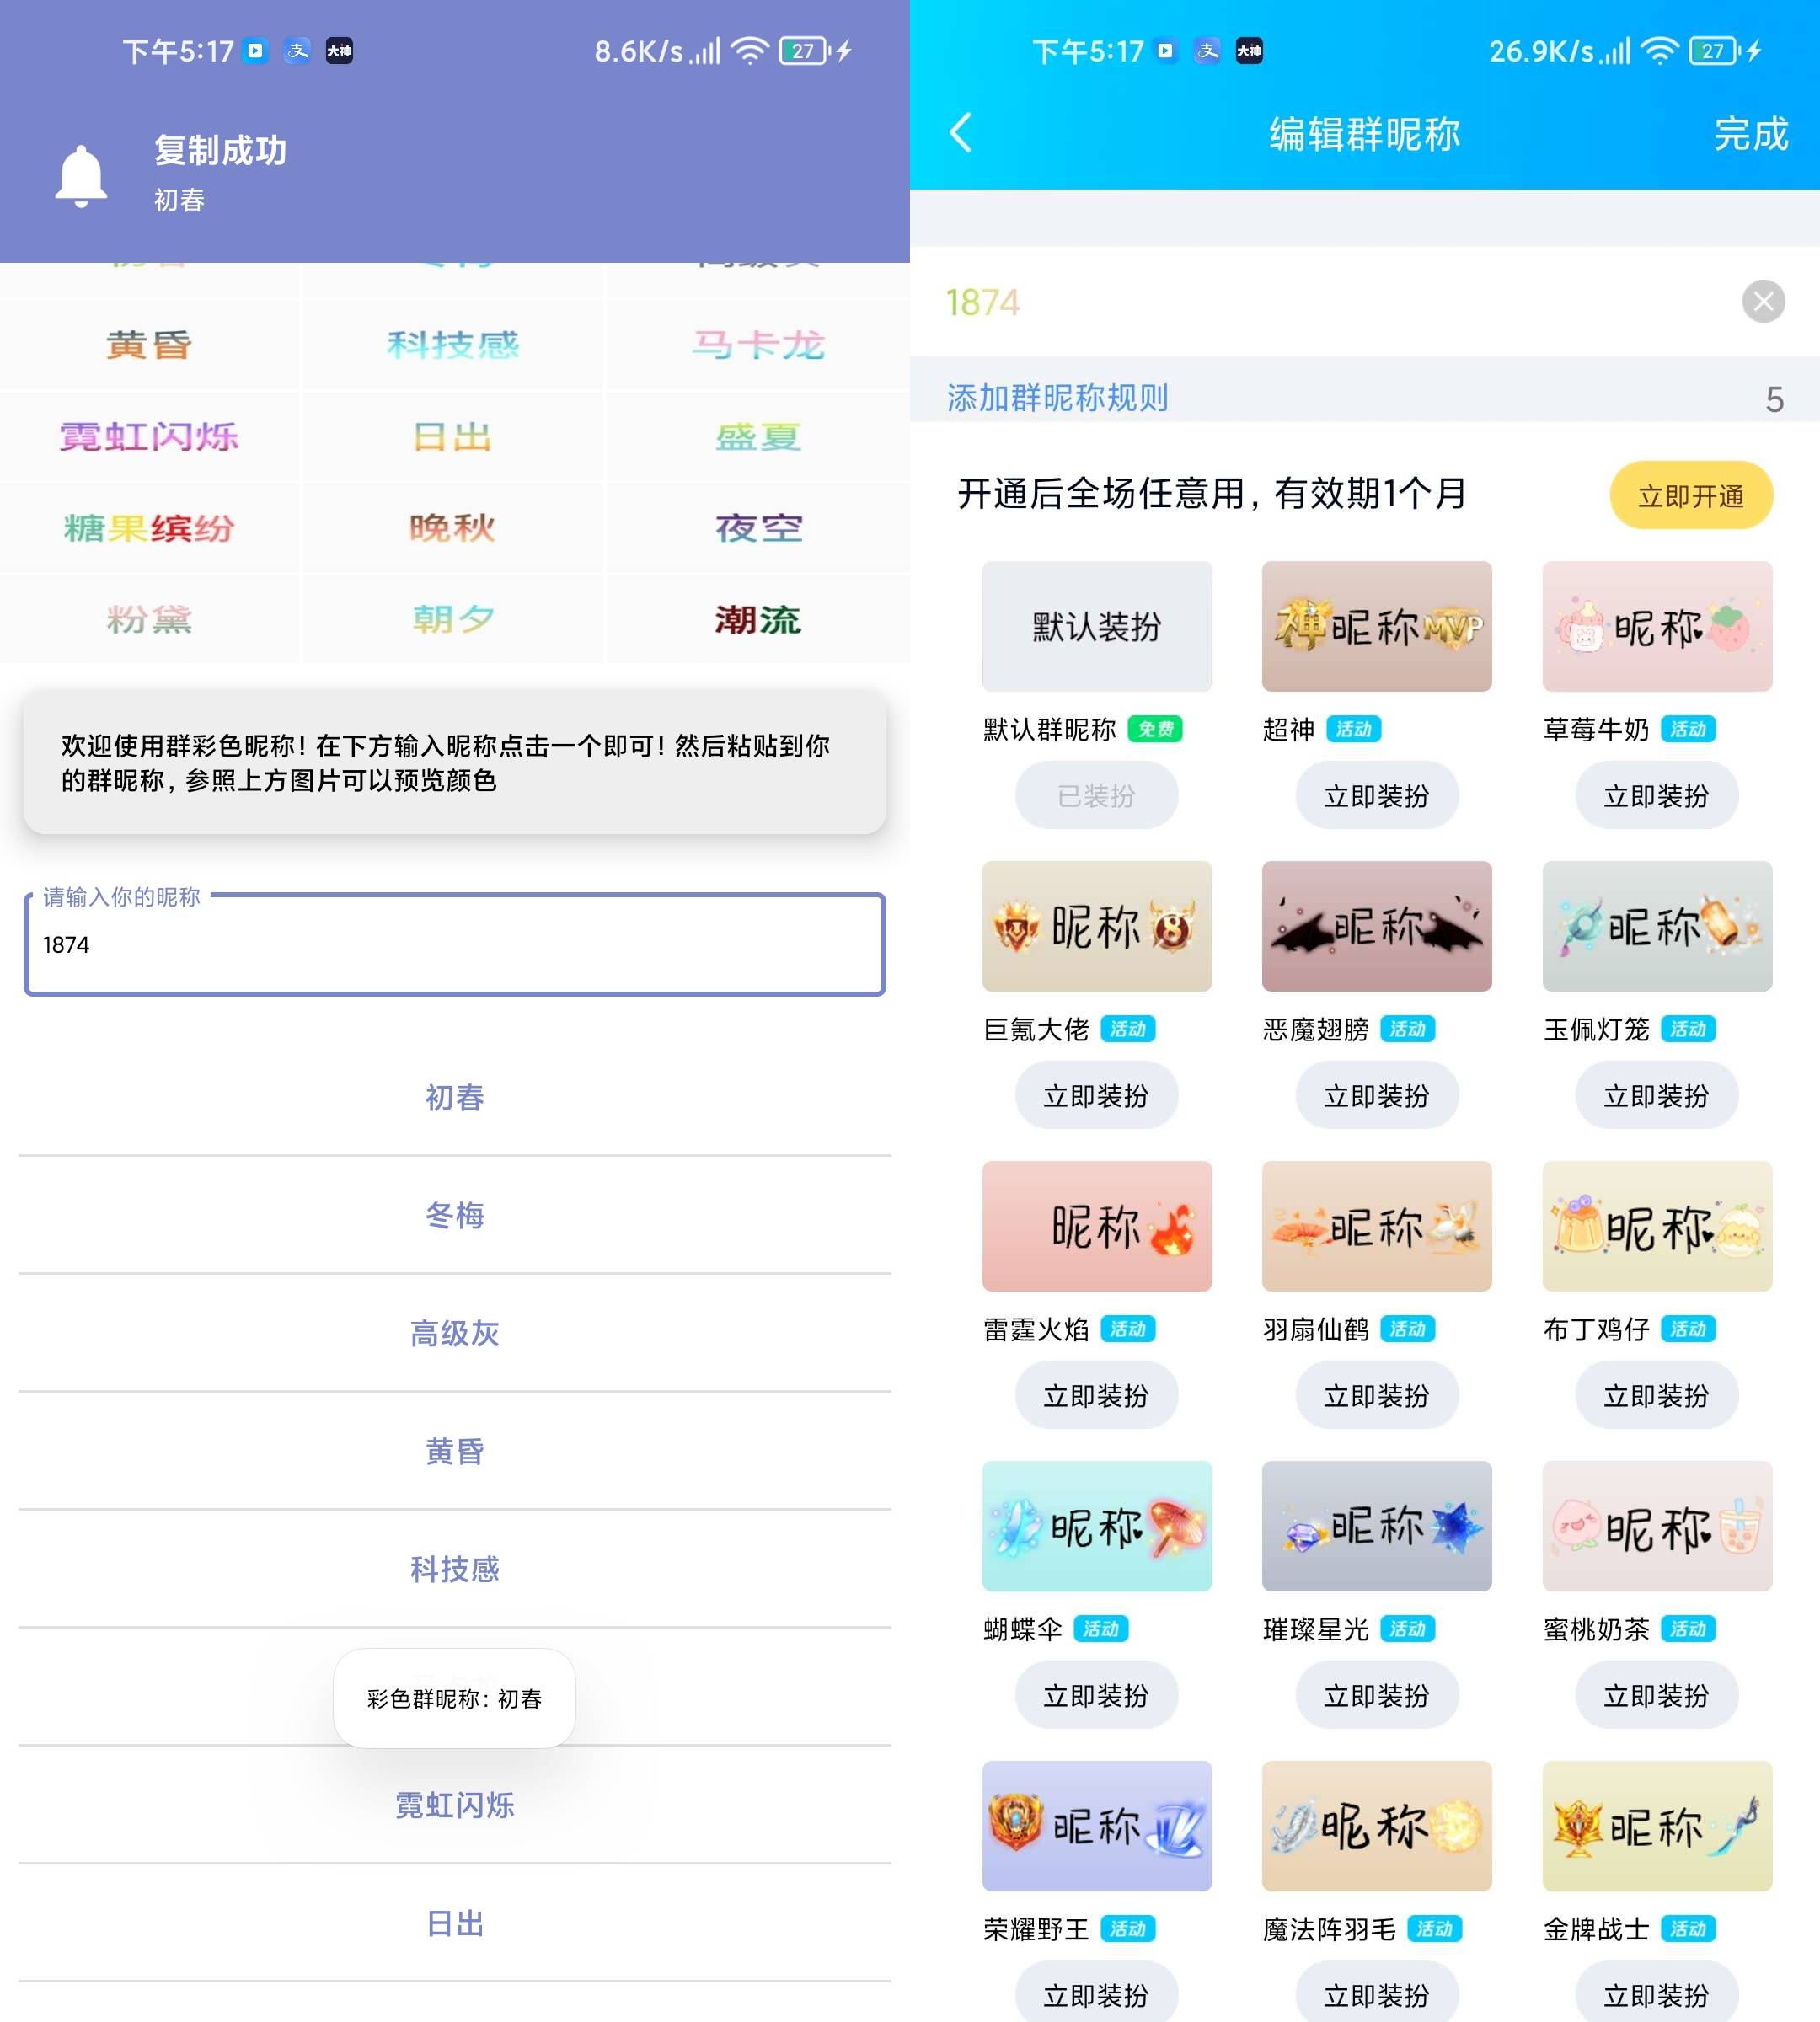 下午5:17 大神 8.6K/s 27
复制成功
初春
黄昏 科技感 马卡龙
霓虹闪烁 日出 盛夏
糖果缤纷 晚秋 夜空
粉黛 朝夕 潮流
欢迎使用群彩色昵称！在下方输入昵称点击一个即可！然后粘贴到你
的群昵称，参照上方图片可以预览颜色
请输入你的昵称
1874
初春
冬梅
高级灰
黄昏
科技感
彩色群昵称：初春
霓虹闪烁
日出
下午5:17 支 大神 26.9K/s 27
编辑群昵称 完成
1874
添加群昵称规则 5
开通后全场任意用，有效期1个月 立即开通
默认装扮 神昵称MVP 昵称
默认群昵称 免费 超神 活动 草莓牛奶 活动
已装扮 立即装扮 立即装扮
昵称8 昵称 昵称
巨氪大佬 活动 恶魔翅膀 活动 玉佩灯笼 活动
立即装扮 立即装扮 立即装扮
昵称 昵称 昵称
雷霆火焰 活动 羽扇仙鹤 活动 布丁鸡仔 活动
立即装扮 立即装扮 立即装扮
昵称 昵称 昵称
蝴蝶伞 活动 璀璨星光 活动 蜜桃奶茶 活动
立即装扮 立即装扮 立即装扮
昵称 昵称 昵称
荣耀野王 活动 魔法阵羽毛 活动 金牌战士 活动
立即装扮 立即装扮 立即装扮